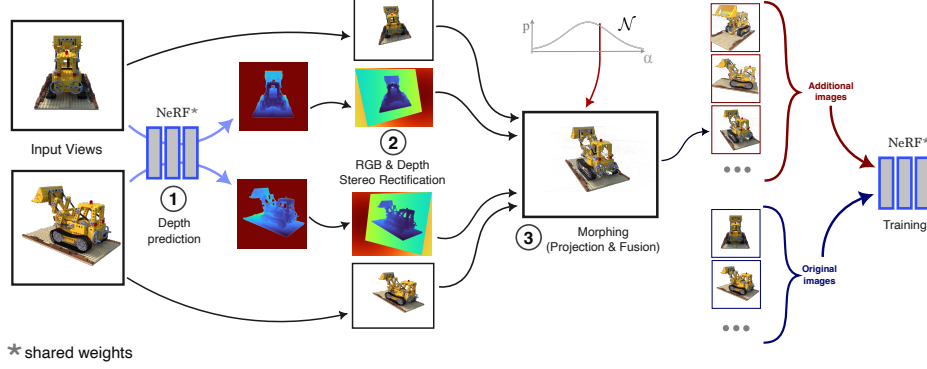 Input Views
NeRF*
1
Depth
prediction
2
RGB & Depth
Stereo Rectification
p
𝒩
α
3
Morphing
(Projection & Fusion)
Additional
images
Original
images
NeRF*
Training
* shared weights